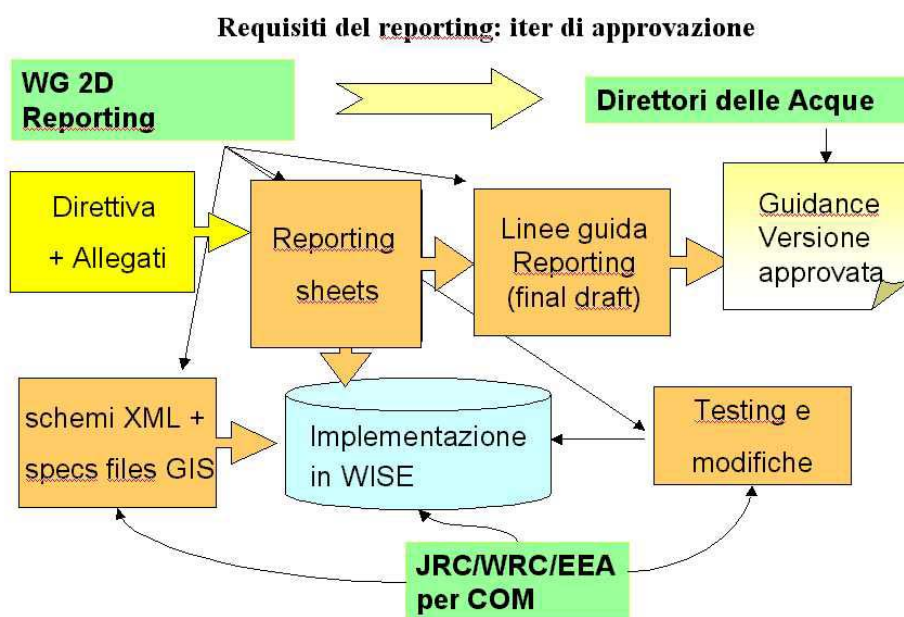 Requisiti del reporting: iter di approvazione
WG 2D
Reporting
Direttori delle Acque
Direttiva
+ Allegati
Reporting
sheets
Linee guida
Reporting
(final draft)
Guidance
Versione
approvata
schemi XML +
specs files GIS
Implementazione
in WISE
Testing e
modifiche
JRC/WRC/EEA
per COM